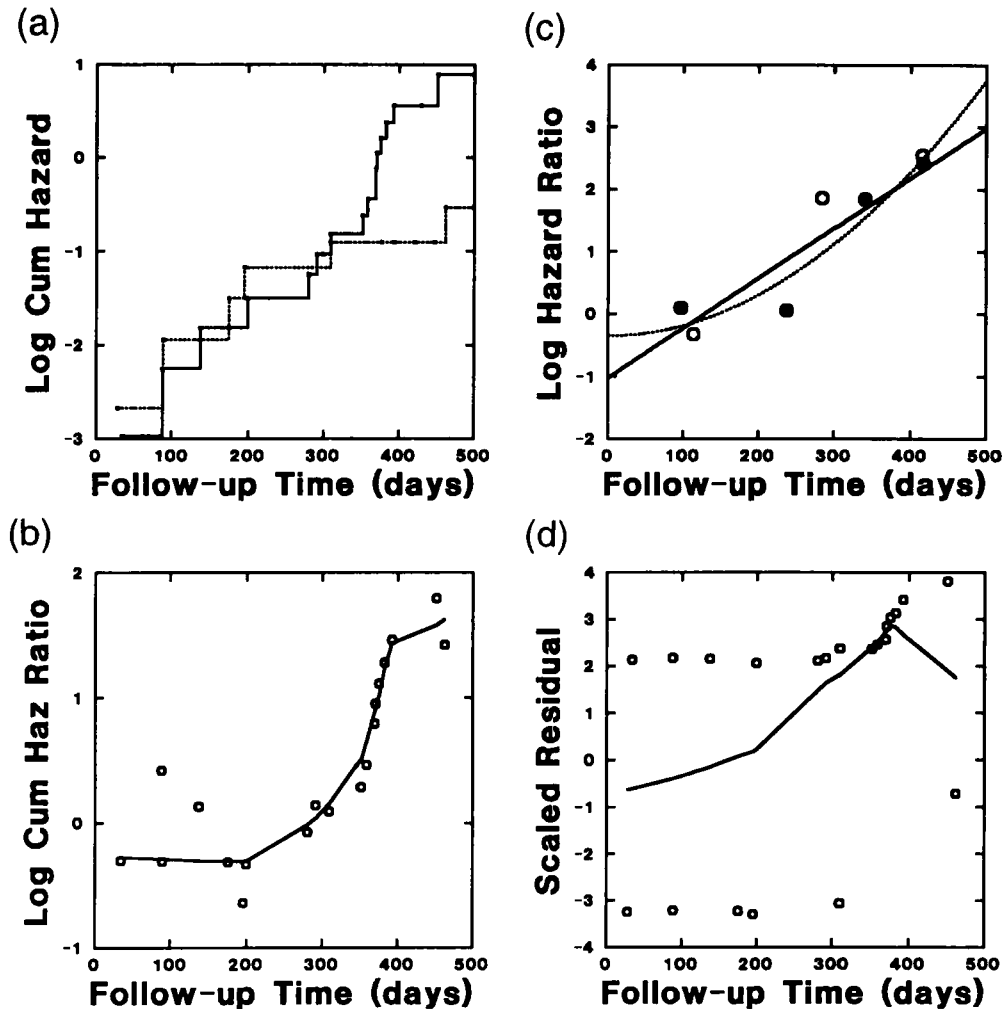 (a)
Log Cum Hazard
1
0
-1
-2
-3
0 100 200 300 400 500
Follow-up Time (days)
(c)
Log Hazard Ratio
4
3
2
1
0
-1
-2
0 100 200 300 400 500
Follow-up Time (days)
(b)
Log Cum Haz Ratio
2
1
0
-1
0 100 200 300 400 500
Follow-up Time (days)
(d)
Scaled Residual
4
3
2
1
0
-1
-2
-3
-4
0 100 200 300 400 500
Follow-up Time (days)